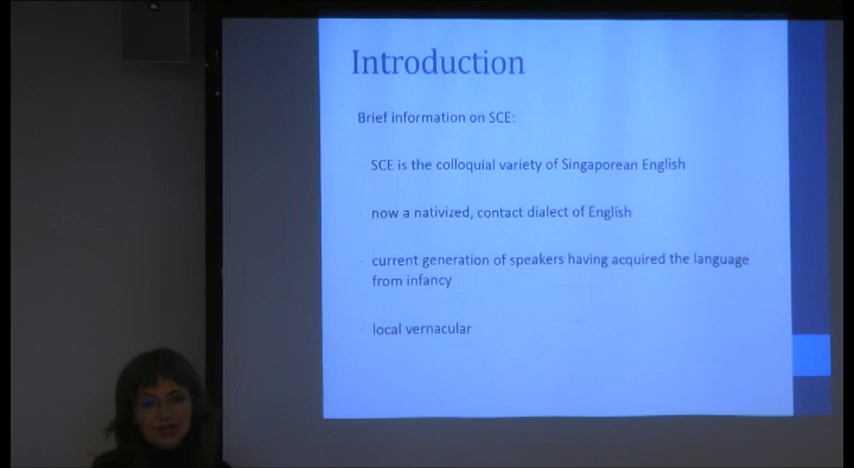 Introduction
Brief information on SCE:
- SCE is the colloquial variety of Singaporean English
- now a nativized, contact dialect of English
- current generation of speakers having acquired the language
from infancy
- local vernacular